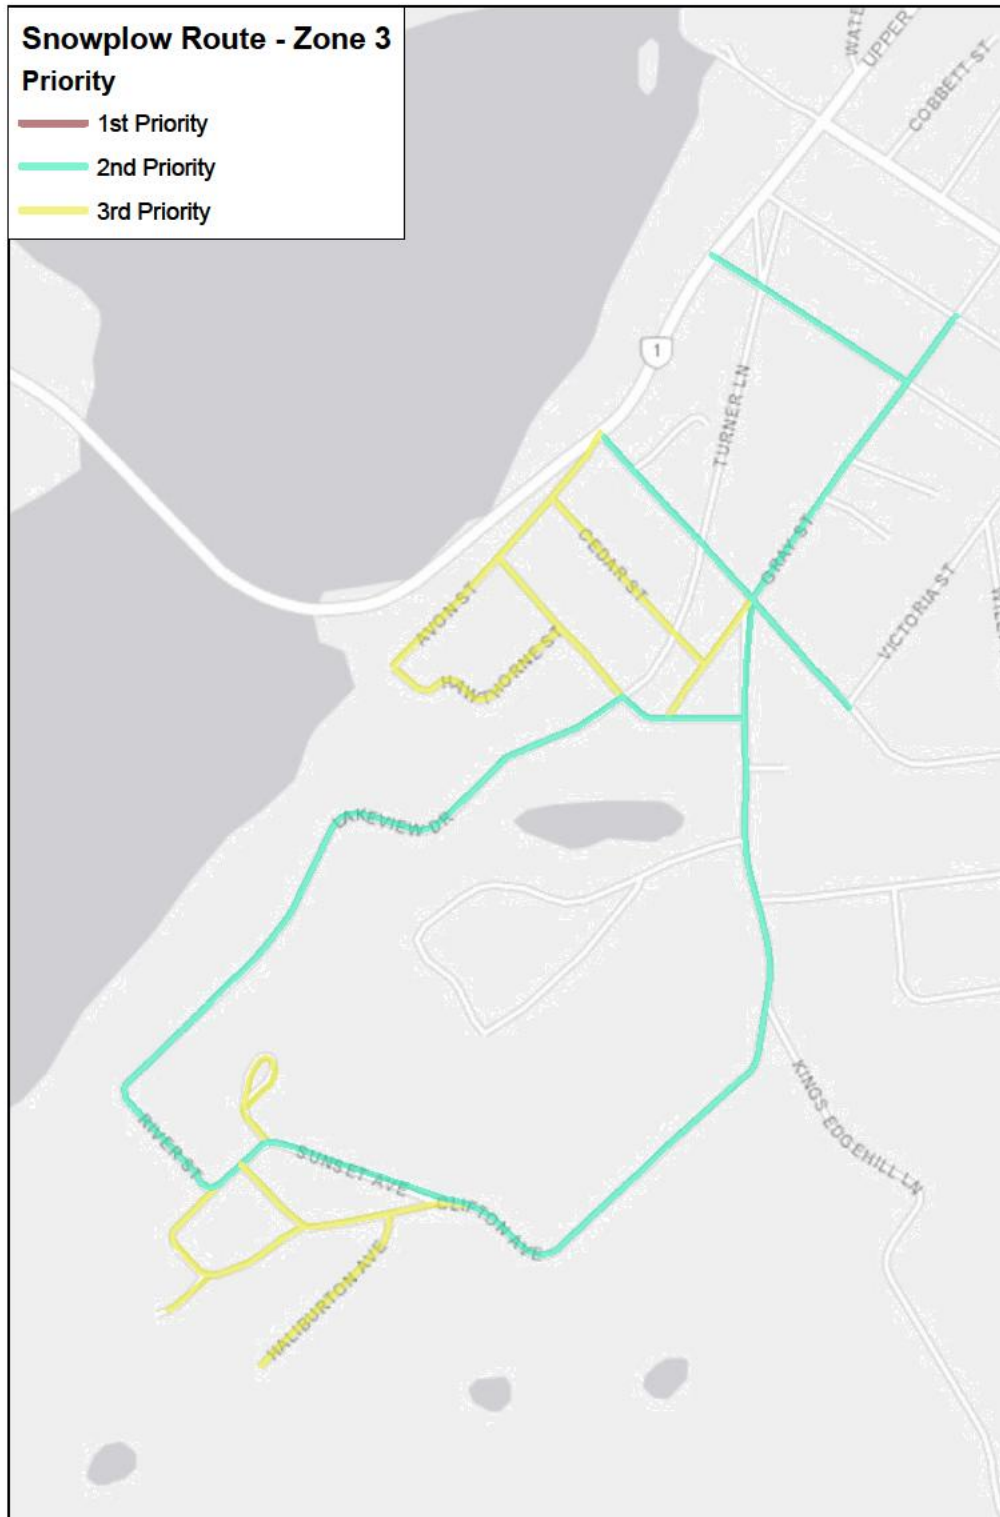 Snowplow Route - Zone 3
Priority
1st Priority
2nd Priority
3rd Priority
UPPER
COBBETT ST
1
TURNER LN
CEDAR ST
GRAY ST
AVON ST
HAWTHORNE ST
VICTORIA ST
LAKEVIEW DR
KINGS EDGEHILL LN
RIVER ST
SUNSET AVE
CLIFTON AVE
HALIBURTON AVE